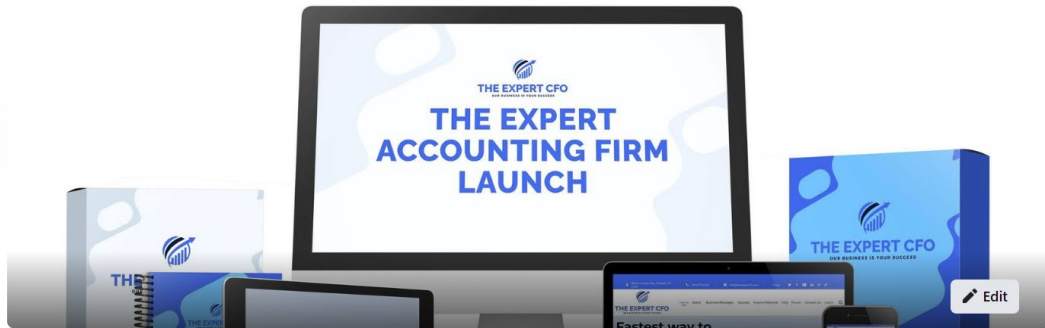 THE EXPERT CFO
OUR BUSINESS IS YOUR SUCCESS
THE EXPERT
ACCOUNTING FIRM
LAUNCH
THE EXPERT CFO
OUR BUSINESS IS YOUR SUCCESS
THE
THE EXPERT CFO
Fastest way to
Edit